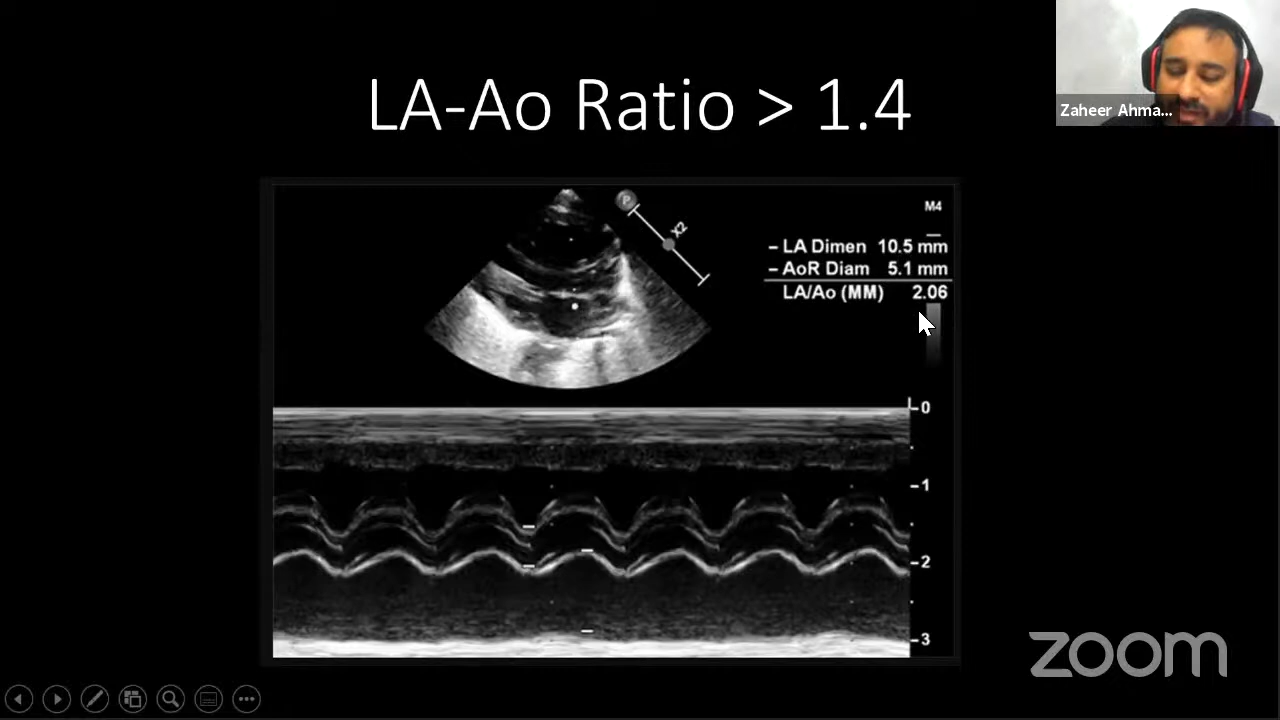 LA-Ao Ratio > 1.4
Zaheer Ahma...
P
X2
M4
– LA Dimen 10.5 mm
– AoR Diam 5.1 mm
LA/Ao (MM) 2.06
0
1
2
3
zoom